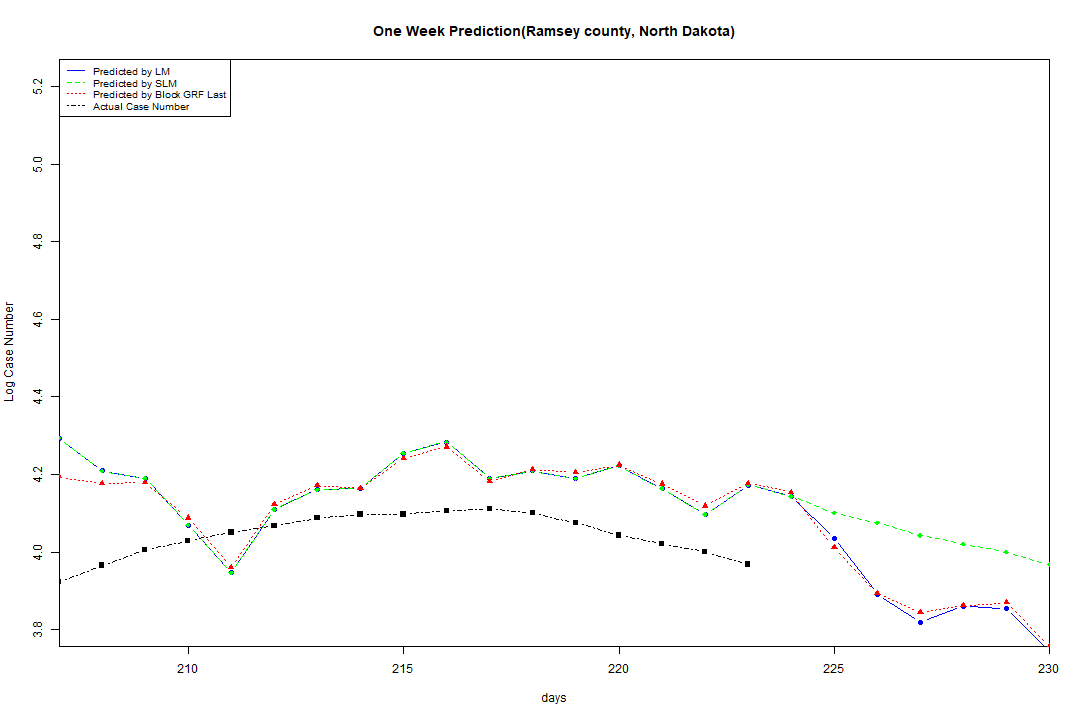 One Week Prediction(Ramsey county, North Dakota)
Predicted by LM
Predicted by SLM
Predicted by Block GRF Last
Actual Case Number
5.2
5.0
4.8
4.6
4.4
4.2
4.0
3.8
Log Case Number
210 215 220 225 230
days